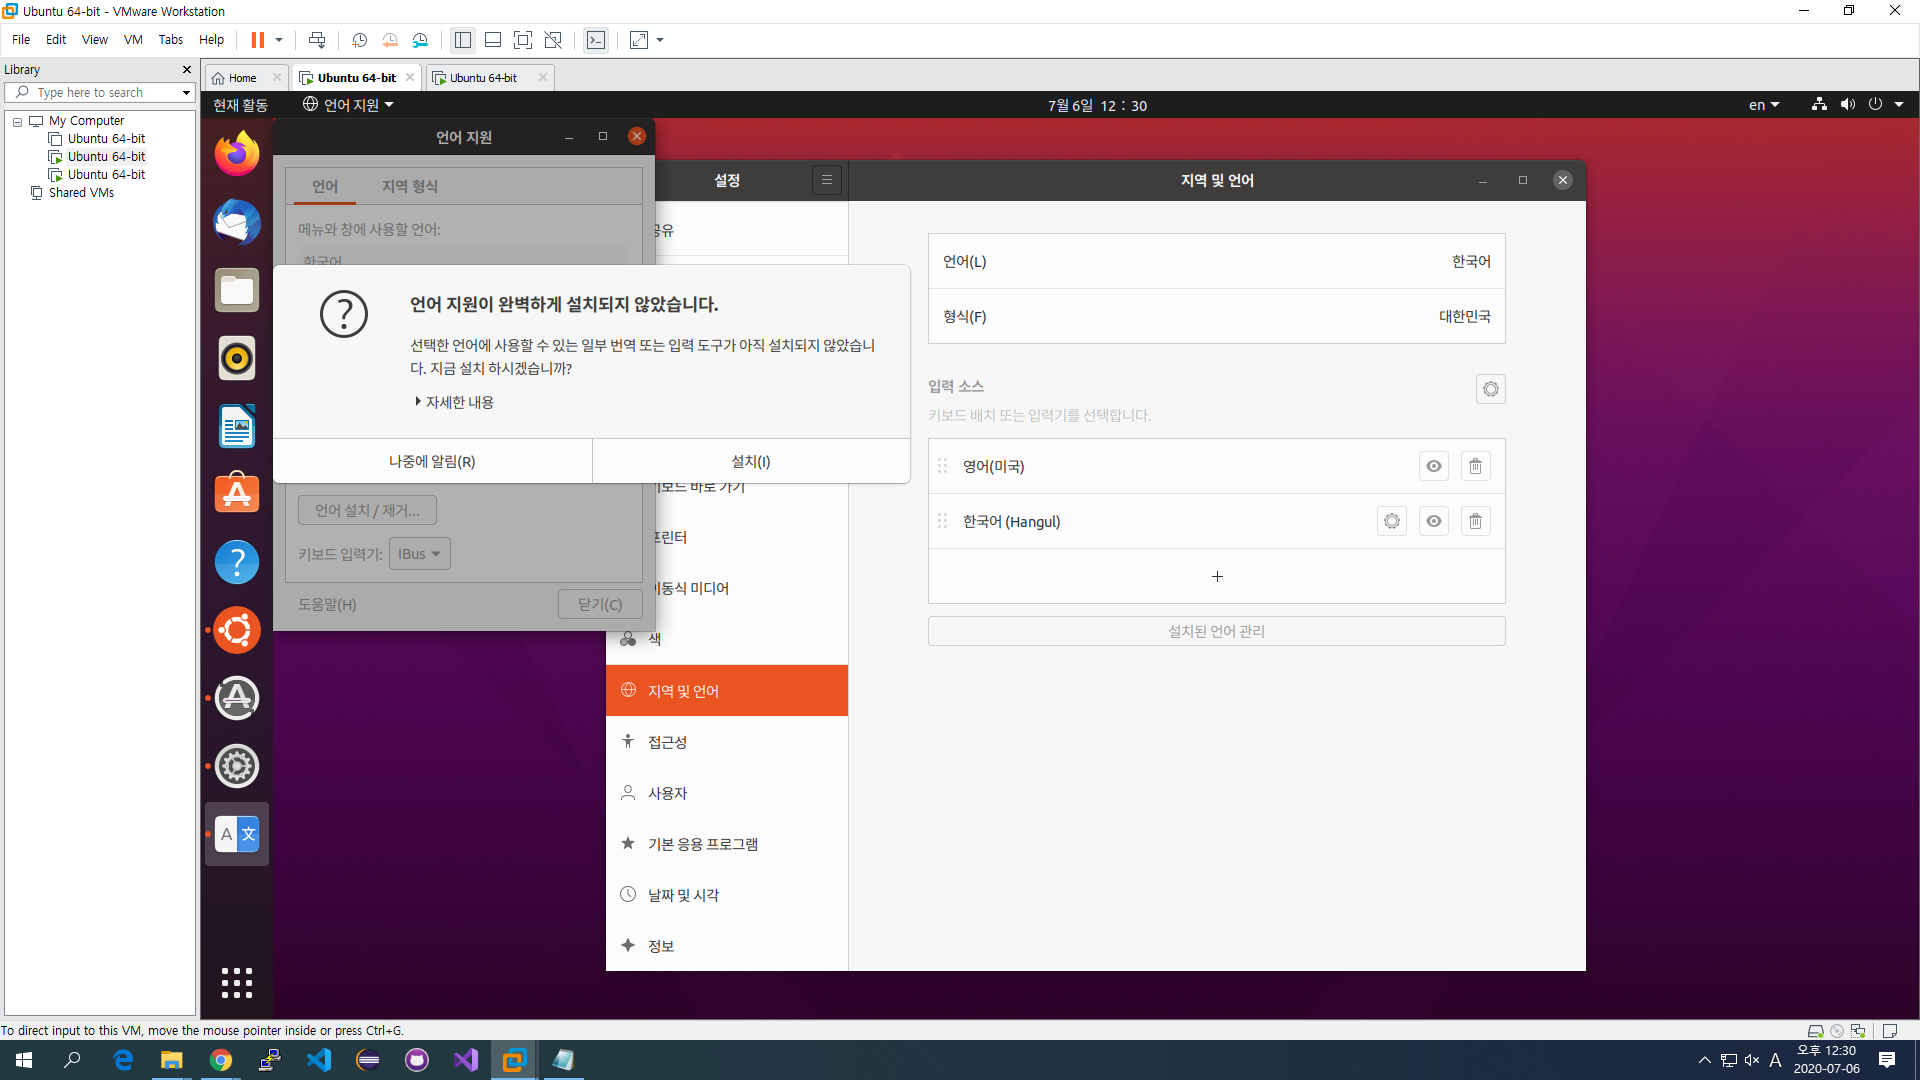 Ubuntu 64-bit - VMware Workstation
File Edit View VM Tabs Help
Library
Type here to search
My Computer
Ubuntu 64-bit
Ubuntu 64-bit
Ubuntu 64-bit
Shared VMs
Home
Ubuntu 64-bit
Ubuntu 64-bit
현재 활동
언어 지원
7월 6일 12 : 30
en
언어 지원
언어
지역 형식
메뉴와 창에 사용할 언어:
한국어
언어 지원이 완벽하게 설치되지 않았습니다.
선택한 언어에 사용할 수 있는 일부 번역 또는 입력 도구가 아직 설치되지 않았습니
다. 지금 설치 하시겠습니까?
자세한 내용
나중에 알림(R)
설치(I)
언어 설치 / 제거...
키보드 입력기:
IBus
도움말(H)
닫기(C)
설정
공유
키보드 바로 가기
프린터
이동식 미디어
색
지역 및 언어
접근성
사용자
기본 응용 프로그램
날짜 및 시각
정보
지역 및 언어
언어(L)
한국어
형식(F)
대한민국
입력 소스
키보드 배치 또는 입력기를 선택합니다.
영어(미국)
한국어 (Hangul)
설치된 언어 관리
To direct input to this VM, move the mouse pointer inside or press Ctrl+G.
A
오후 12:30
2020-07-06